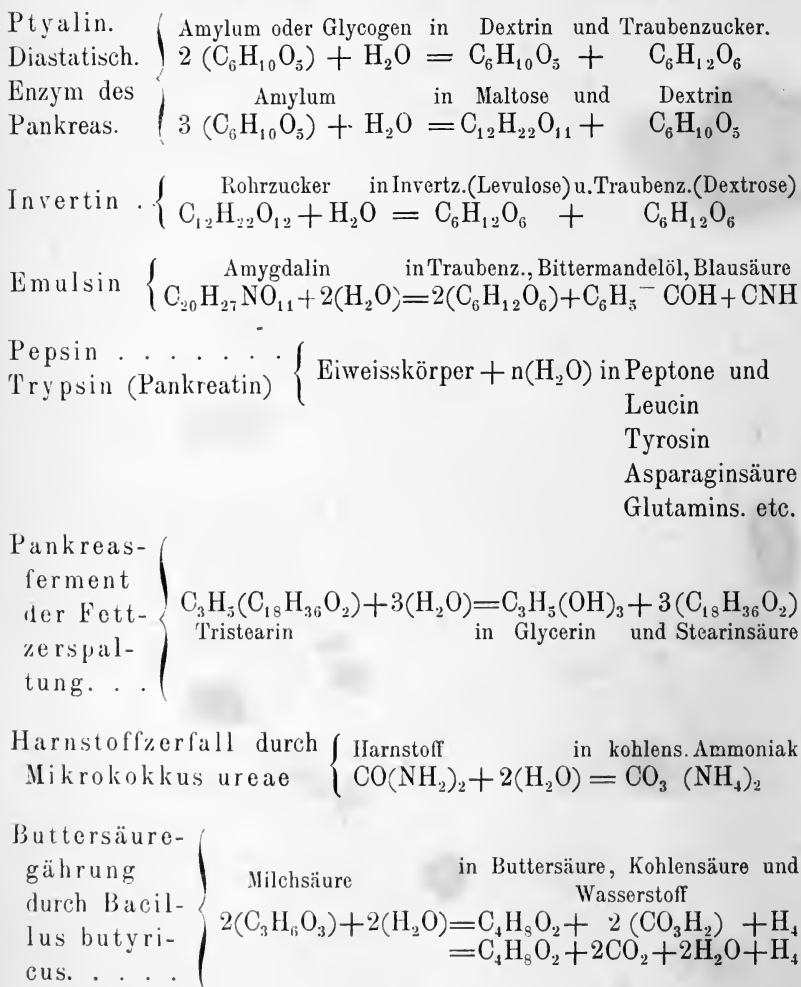 Ptyalin.
Diastatisch.
Enzym des
Pankreas.
Amylum oder Glycogen in Dextrin und Traubenzucker.
2 (C₆H₁₀O₅) + H₂O = C₆H₁₀O₅ + C₆H₁₂O₆
Amylum in Maltose und Dextrin
3 (C₆H₁₀O₅) + H₂O = C₁₂H₂₂O₁₁ + C₆H₁₀O₅
Invertin .
Rohrzucker in Invertz.(Levulose) u. Traubenz.(Dextrose)
C₁₂H₂₂O₁₂ + H₂O = C₆H₁₂O₆ + C₆H₁₂O₆
Emulsin
Amygdalin in Traubenz., Bittermandelöl, Blausäure
C₂₀H₂₇NO₁₁ + 2(H₂O) = 2(C₆H₁₂O₆) + C₆H₅⁻ COH + CNH
Pepsin . . . . . . .
Trypsin (Pankreatin)
Eiweisskörper + n(H₂O) in Peptone und
Leucin
Tyrosin
Asparaginsäure
Glutamins. etc.
Pankreas-
ferment
der Fett-
zerspal-
tung. . .
C₃H₅(C₁₈H₃₆O₂) + 3(H₂O) = C₃H₅(OH)₃ + 3(C₁₈H₃₆O₂)
Tristearin in Glycerin und Stearinsäure
Harnstoffzerfall durch
Mikrokokkus ureae
Harnstoff in kohlens. Ammoniak
CO(NH₂)₂ + 2(H₂O) = CO₃ (NH₄)₂
Buttersäure-
gährung
durch Bacil-
lus butyri-
cus. . . . .
Milchsäure in Buttersäure, Kohlensäure und
Wasserstoff
2(C₃H₆O₃) + 2(H₂O) = C₄H₈O₂ + 2 (CO₃H₂) + H₄
= C₄H₈O₂ + 2CO₂ + 2H₂O + H₄